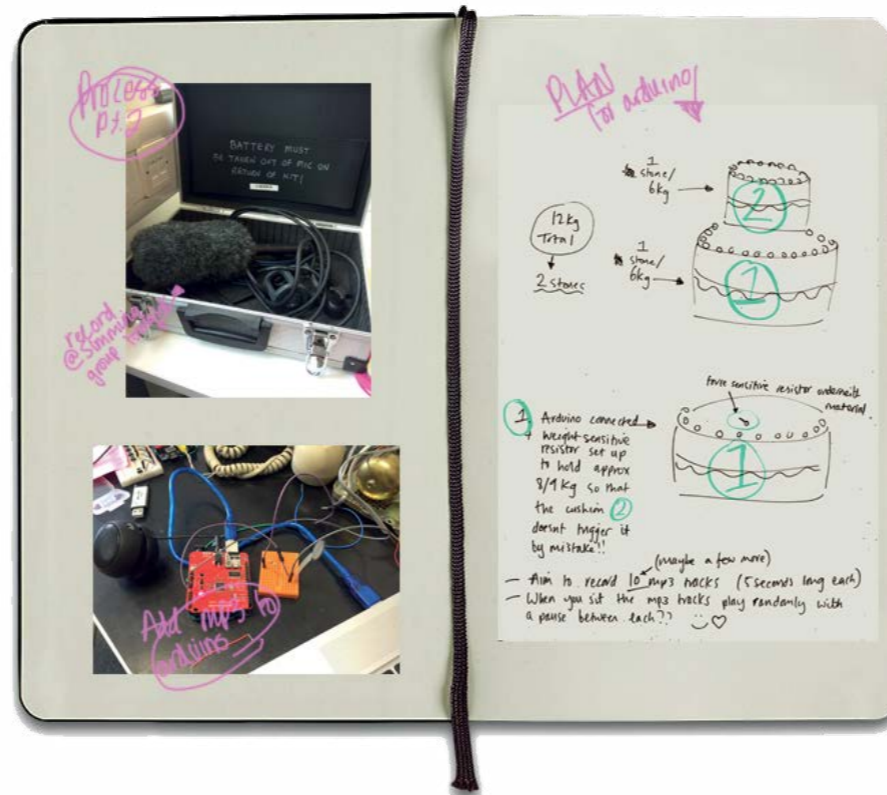 Process
pt.2
BATTERY MUST
BE TAKEN OUT OF MIC ON
RETURN OF KIT!
record
@ swimming
group
Add mp3 to
arduino
PLAN
for arduino
1
stone/
6kg
2
12kg
Total
2 stones
1
stone/
6kg
1
force sensitive resistor underneath
material
1
1 Arduino connected
+ weight sensitive
resistor set up
to hold approx
8/9 kg so that
the cushion 2
doesnt trigger it
by mistake!!
(maybe a few more)
- Aim to record 10 mp3 tracks (5 seconds long each)
- When you sit the mp3 tracks play randomly with
a pause between each??